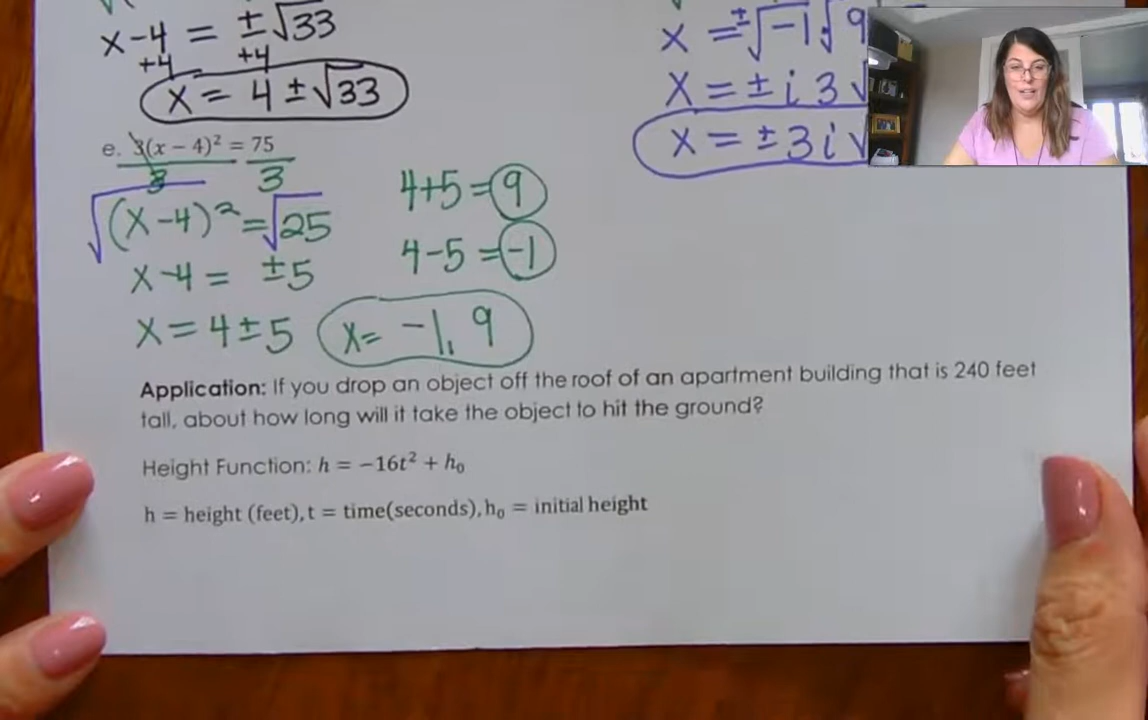 x-4 = ±√33
+4 +4
x = 4 ±√33
e. 3(x − 4)² = 75
3 3
√(x-4)² = √25
x-4 = ±5
x = 4±5
4+5 = 9
4-5 = -1
x= -1, 9
x = ±√-1 √9
x = ± i 3 √
x = ±3i√
Application: If you drop an object off the roof of an apartment building that is 240 feet
tall, about how long will it take the object to hit the ground?
Height Function: h = −16t² + h₀
h = height (feet), t = time(seconds), h₀ = initial height